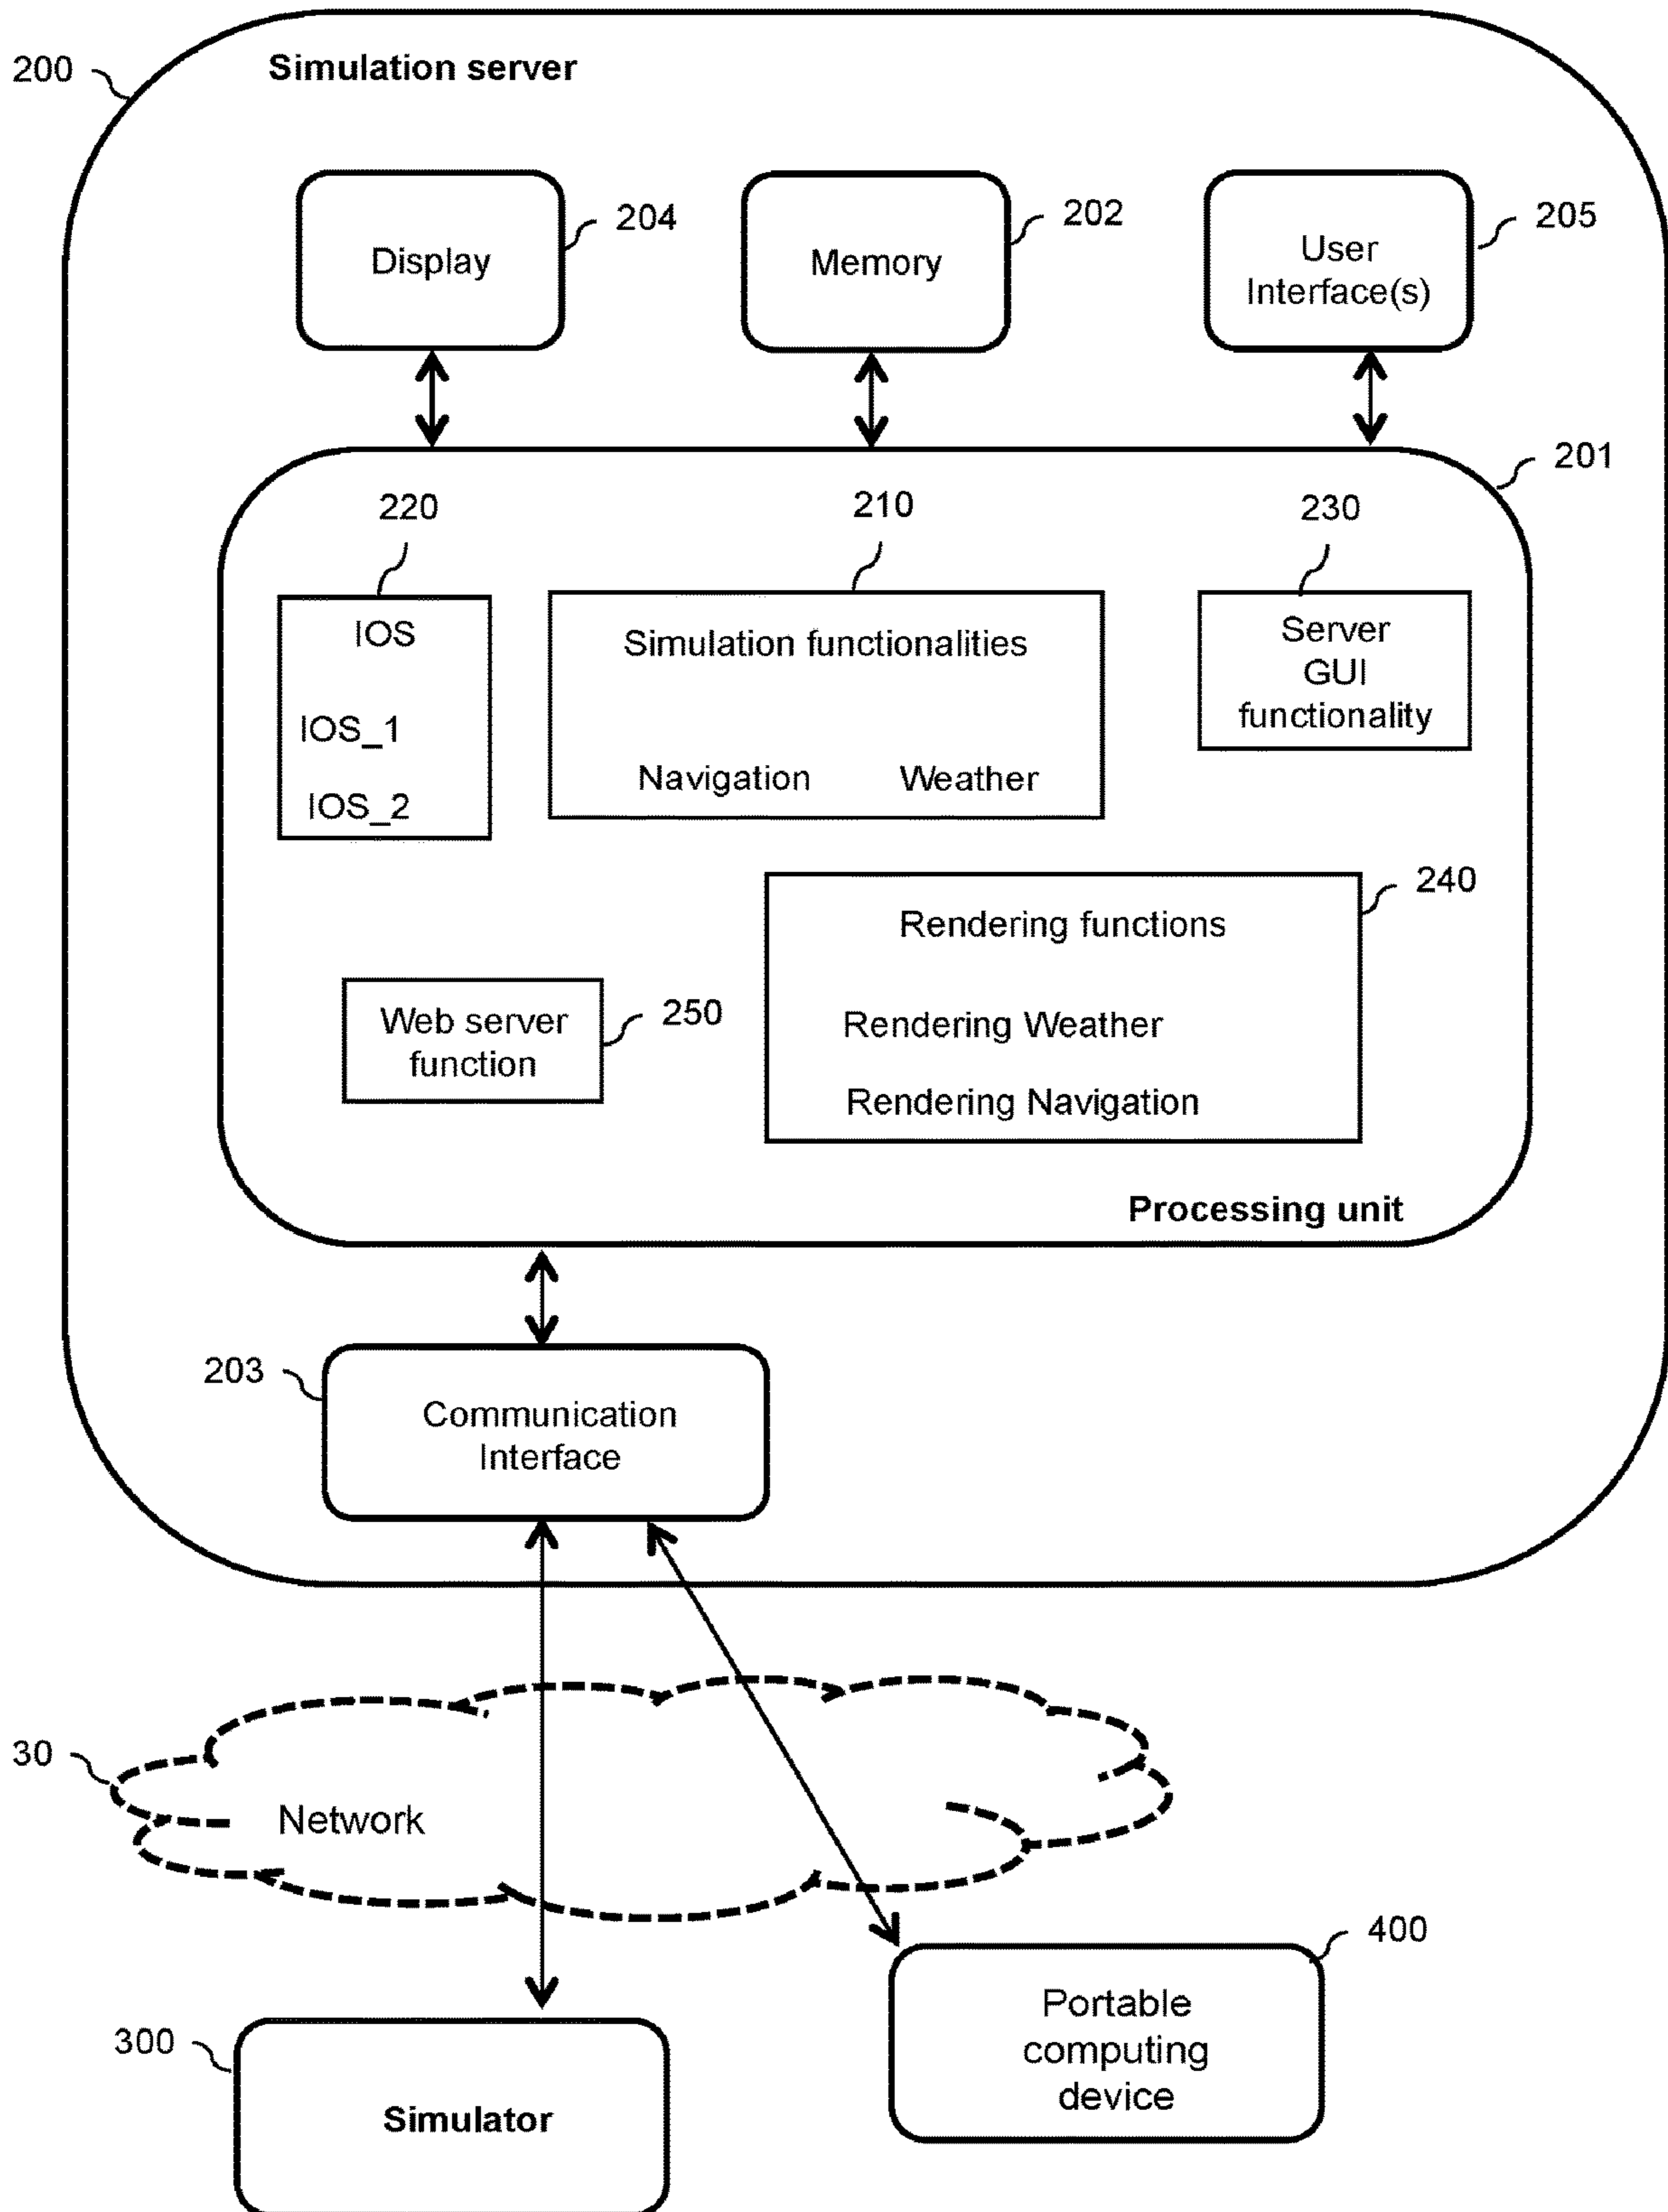 200
Simulation server
204
202
205
Display
Memory
User
Interface(s)
201
220
210
230
IOS
IOS_1
IOS_2
Simulation functionalities
Navigation
Weather
Server
GUI
functionality
240
Rendering functions
Rendering Weather
Rendering Navigation
Web server
function
250
Processing unit
203
Communication
Interface
30
Network
400
Portable
computing
device
300
Simulator